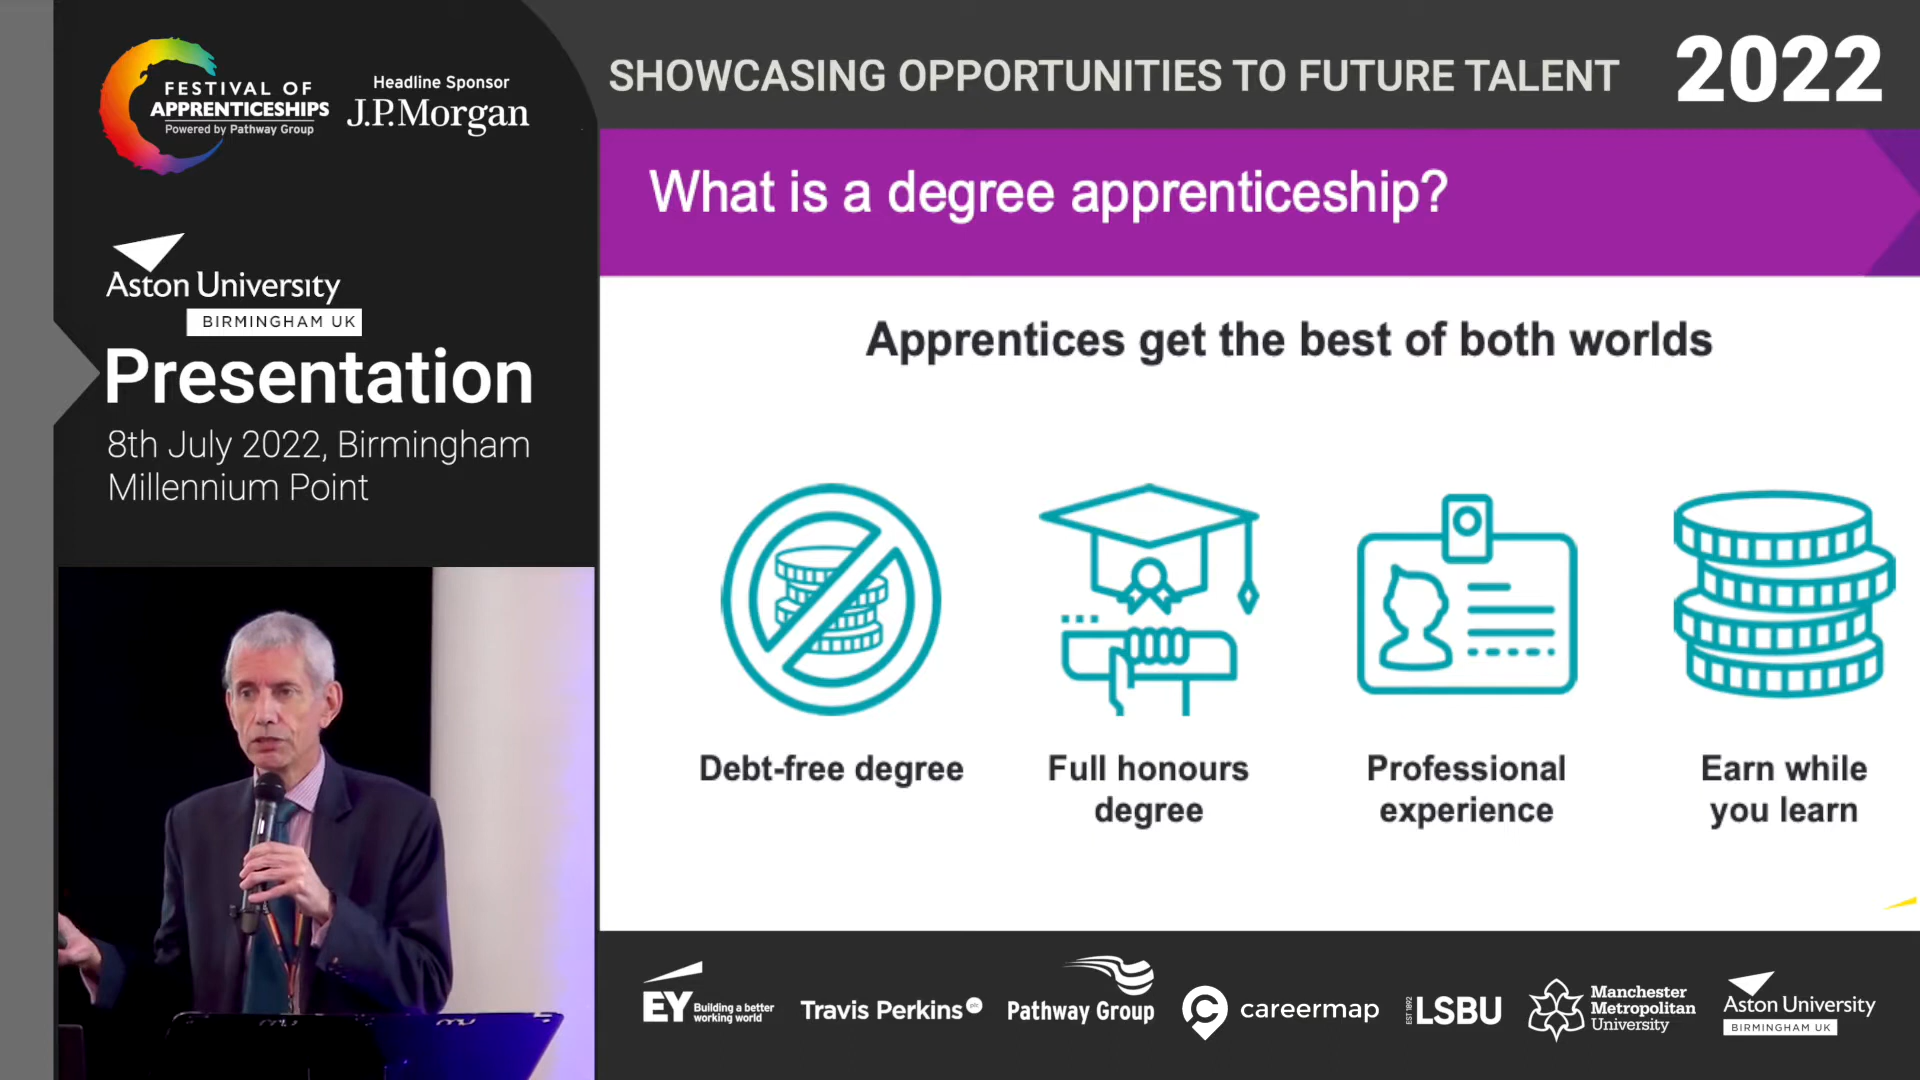 FESTIVAL OF
APPRENTICESHIPS
Powered by Pathway Group
Headline Sponsor
J.P.Morgan
SHOWCASING OPPORTUNITIES TO FUTURE TALENT
2022
Aston University
BIRMINGHAM UK
Presentation
8th July 2022, Birmingham
Millennium Point
What is a degree apprenticeship?
Apprentices get the best of both worlds
Debt-free degree
Full honours
degree
Professional
experience
Earn while
you learn
EY
Building a better
working world
Travis Perkins plc
Pathway Group
careermap
EST 1892
LSBU
Manchester
Metropolitan
University
Aston University
BIRMINGHAM UK